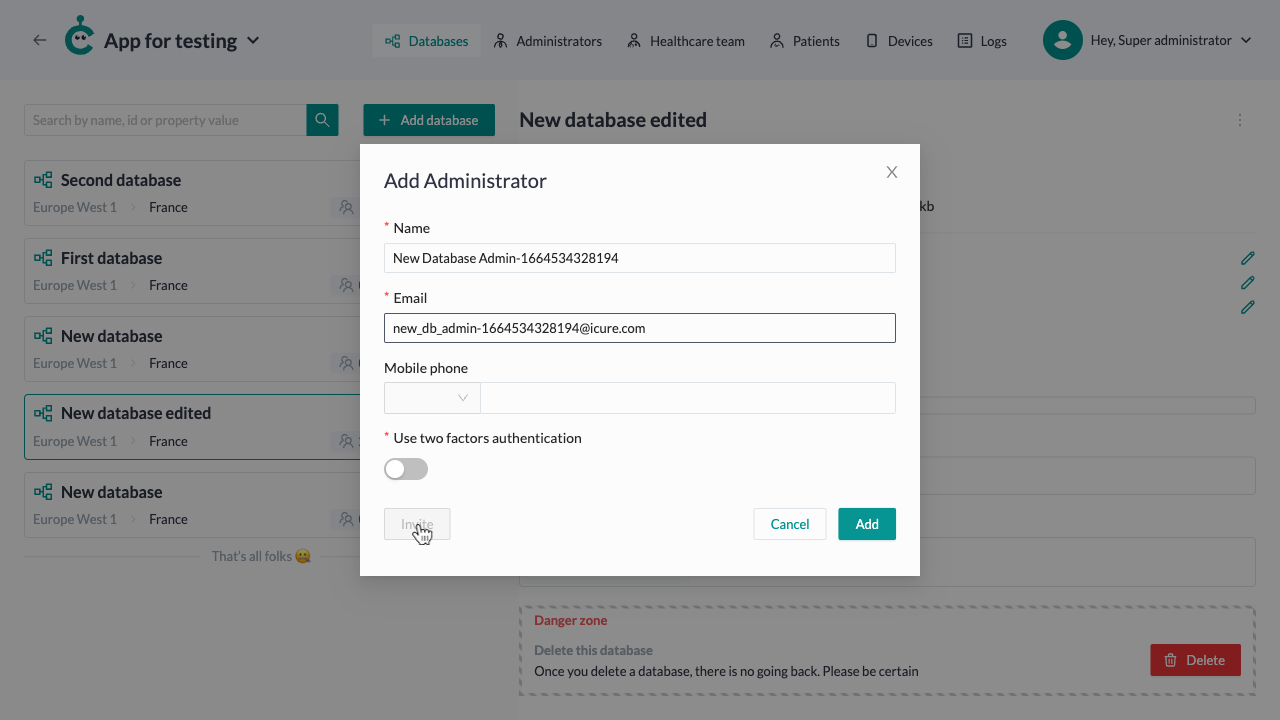 App for testing
Databases
Administrators
Healthcare team
Patients
Devices
Logs
Hey, Super administrator
Search by name, id or property value
+ Add database
New database edited
Second database
Europe West 1 > France
First database
Europe West 1 > France
New database
Europe West 1 > France
New database edited
Europe West 1 > France
New database
Europe West 1 > France
That's all folks
kb
Add Administrator
* Name
New Database Admin-1664534328194
* Email
new_db_admin-1664534328194@icure.com
Mobile phone
* Use two factors authentication
Invite
Cancel
Add
Danger zone
Delete this database
Once you delete a database, there is no going back. Please be certain
Delete